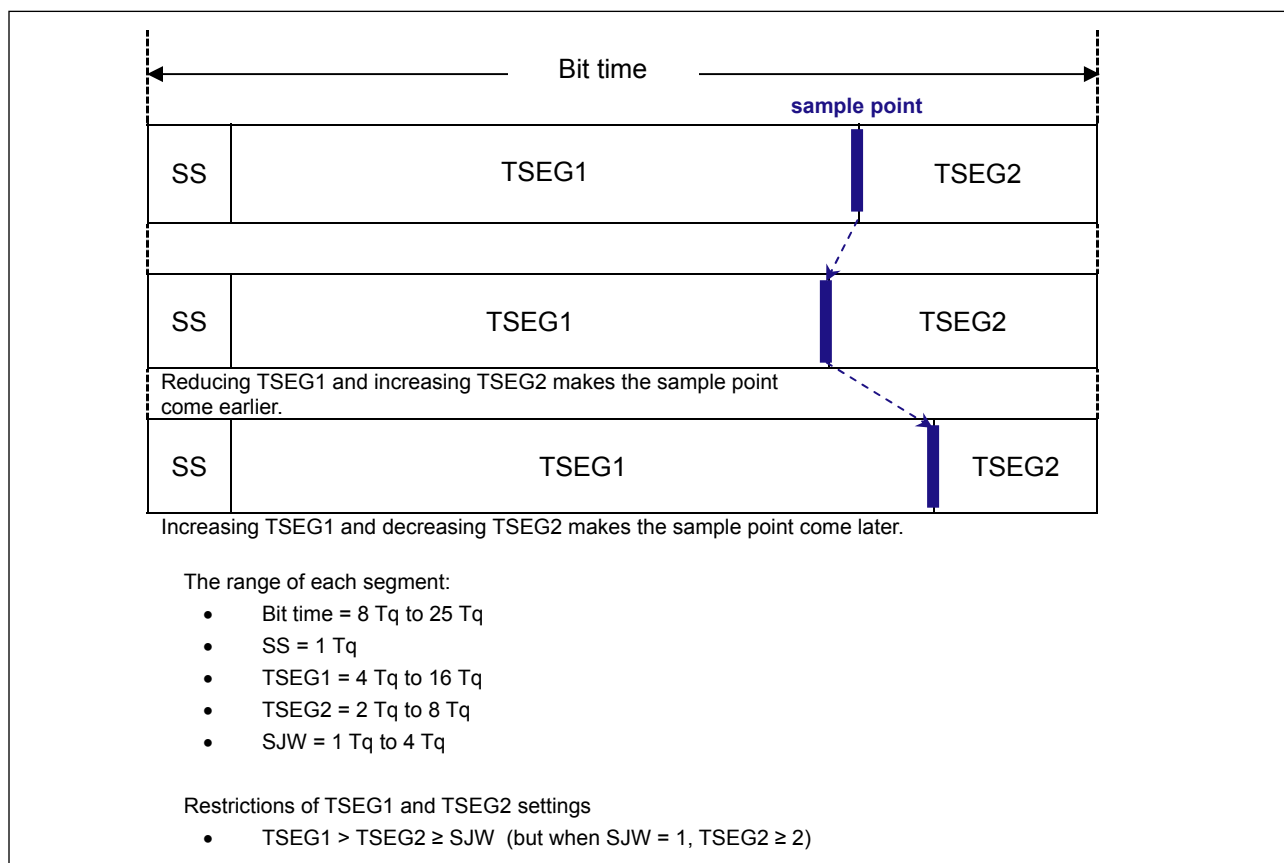 Bit time
sample point
SS TSEG1 TSEG2
SS TSEG1 TSEG2
Reducing TSEG1 and increasing TSEG2 makes the sample point
come earlier.
SS TSEG1 TSEG2
Increasing TSEG1 and decreasing TSEG2 makes the sample point come later.
The range of each segment:
• Bit time = 8 Tq to 25 Tq
• SS = 1 Tq
• TSEG1 = 4 Tq to 16 Tq
• TSEG2 = 2 Tq to 8 Tq
• SJW = 1 Tq to 4 Tq
Restrictions of TSEG1 and TSEG2 settings
• TSEG1 > TSEG2 ≥ SJW (but when SJW = 1, TSEG2 ≥ 2)